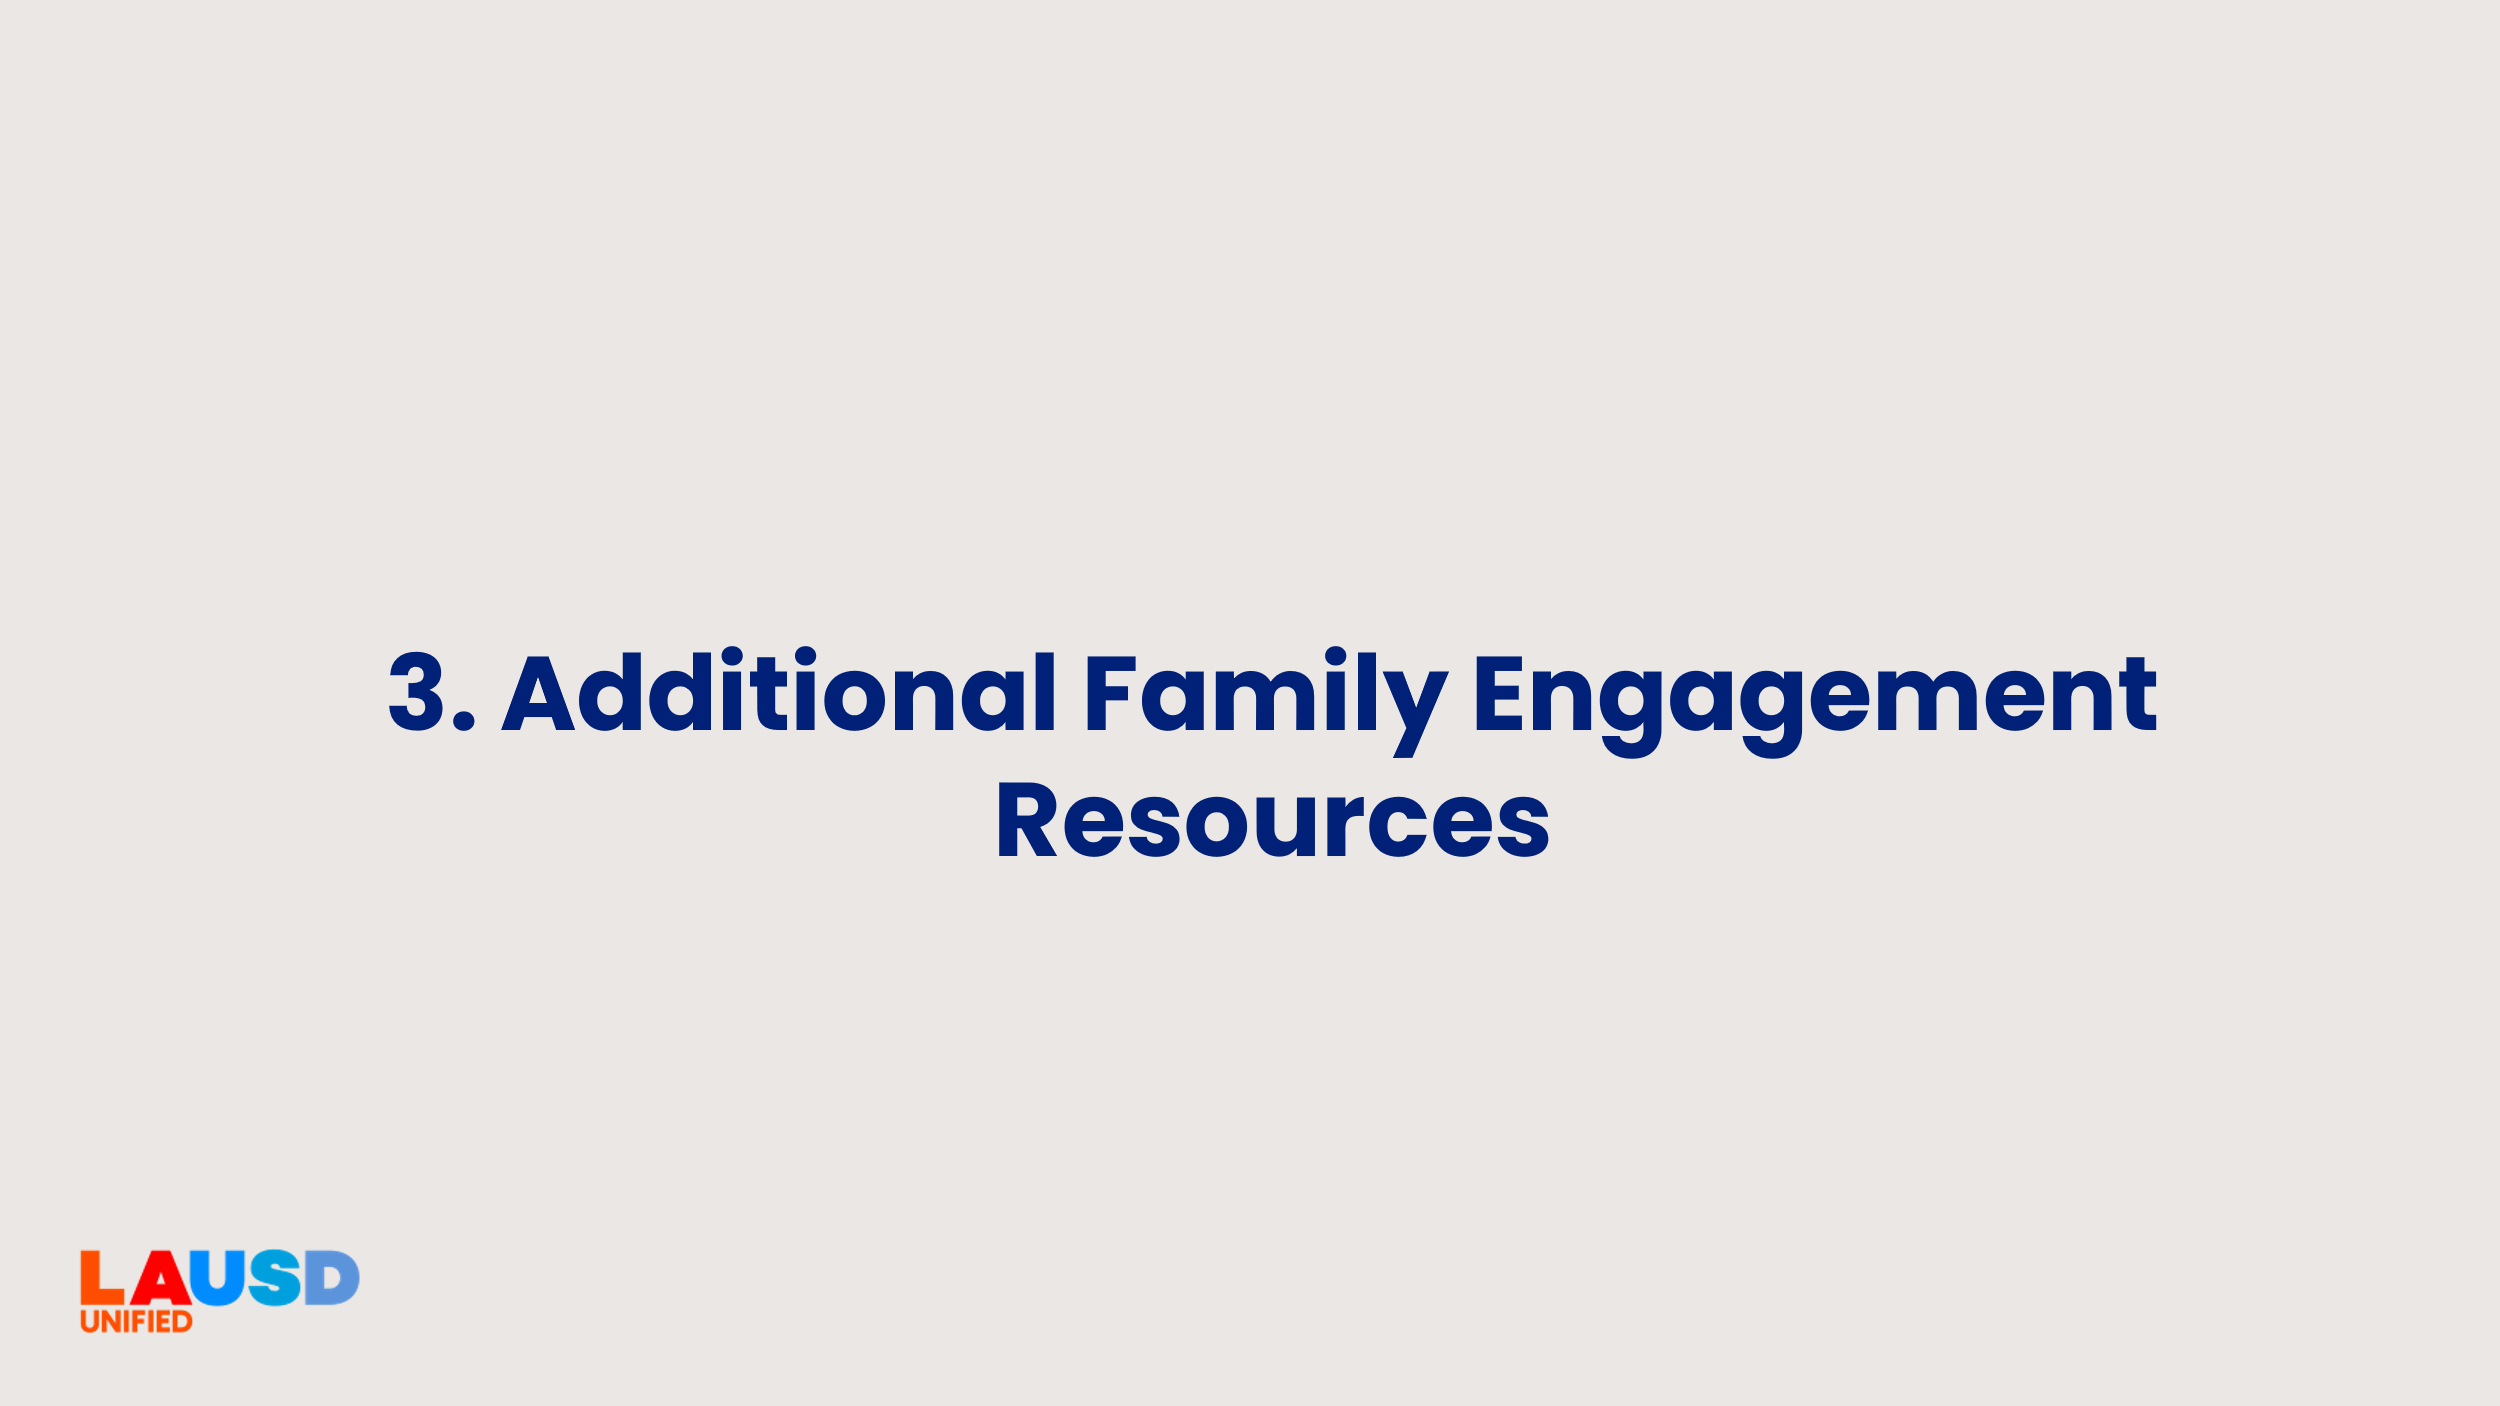 3. Additional Family Engagement
Resources
LAUSD
UNIFIED